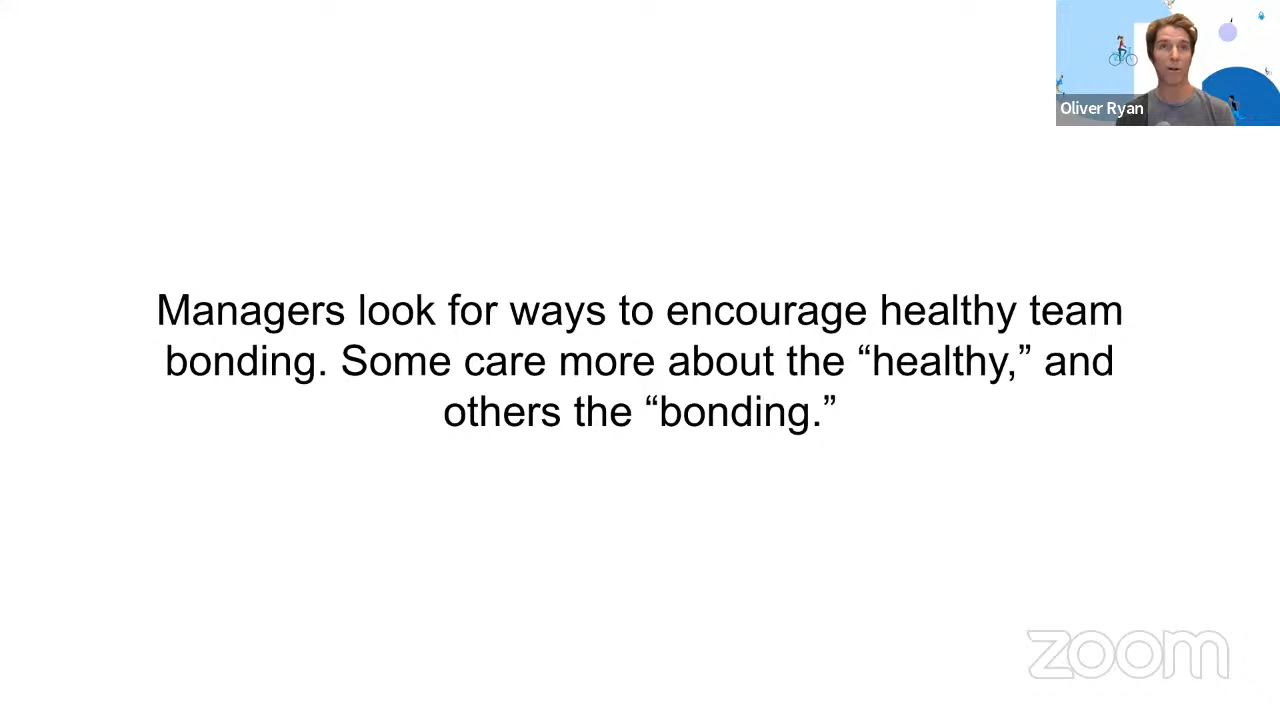 Oliver Ryan
Managers look for ways to encourage healthy team
bonding. Some care more about the “healthy,” and
others the “bonding.”
zoom